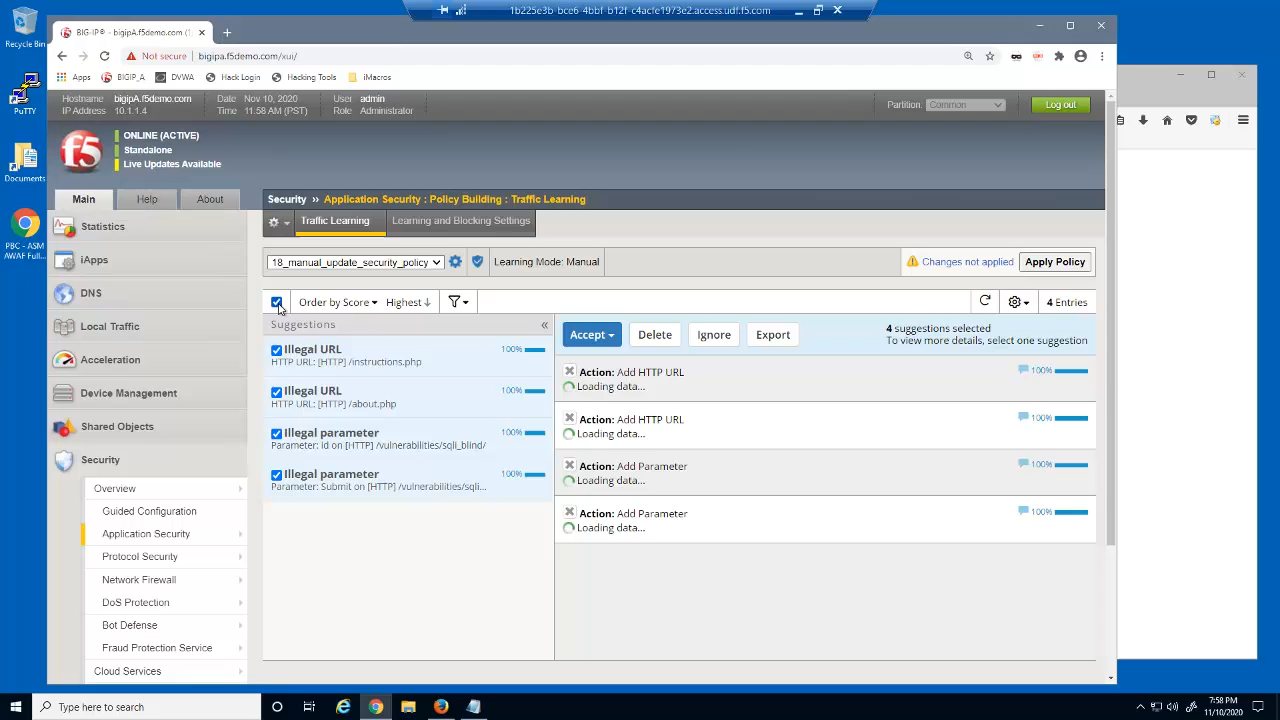 1b225e3b-bce6-4bbf-b12f-c4acfe1973e2.access.udf.f5.com
Recycle Bin
PuTTY
Documents
PBC - ASM
AWAF Full...
BIG-IP® - bigipA.f5demo.com (1
Not secure
bigipa.f5demo.com/xui/
Apps
BIGIP_A
DVWA
Hack Login
Hacking Tools
iMacros
Hostname bigipA.f5demo.com
IP Address 10.1.1.4
Date Nov 10, 2020
Time 11:56 AM (PST)
User admin
Role Administrator
Partition: Common
Log out
f5
ONLINE (ACTIVE)
Standalone
Live Updates Available
Main
Help
About
Security » Application Security : Policy Building : Traffic Learning
Traffic Learning
Learning and Blocking Settings
Statistics
iApps
DNS
Local Traffic
Acceleration
Device Management
Shared Objects
Security
Overview
Guided Configuration
Application Security
Protocol Security
Network Firewall
DoS Protection
Bot Defense
Fraud Protection Service
Cloud Services
18_manual_update_security_policy
Learning Mode: Manual
Changes not applied
Apply Policy
Order by Score
Highest
4 Entries
Suggestions «
Illegal URL 100%
HTTP URL: [HTTP] /instructions.php
Illegal URL 100%
HTTP URL: [HTTP] /about.php
Illegal parameter 100%
Parameter: id on [HTTP] /vulnerabilities/sqli_blind/
Illegal parameter 100%
Parameter: Submit on [HTTP] /vulnerabilities/sqli...
Accept
Delete
Ignore
Export
4 suggestions selected
To view more details, select one suggestion
Action: Add HTTP URL 100%
Loading data...
Action: Add HTTP URL 100%
Loading data...
Action: Add Parameter 100%
Loading data...
Action: Add Parameter 100%
Loading data...
Type here to search
7:58 PM
11/10/2020